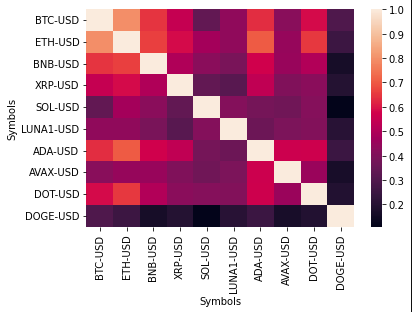 BTC-USD
ETH-USD
BNB-USD
XRP-USD
SOL-USD
LUNA1-USD
ADA-USD
AVAX-USD
DOT-USD
DOGE-USD
Symbols
BTC-USD
ETH-USD
BNB-USD
XRP-USD
SOL-USD
LUNA1-USD
ADA-USD
AVAX-USD
DOT-USD
DOGE-USD
Symbols
1.0
0.9
0.8
0.7
0.6
0.5
0.4
0.3
0.2